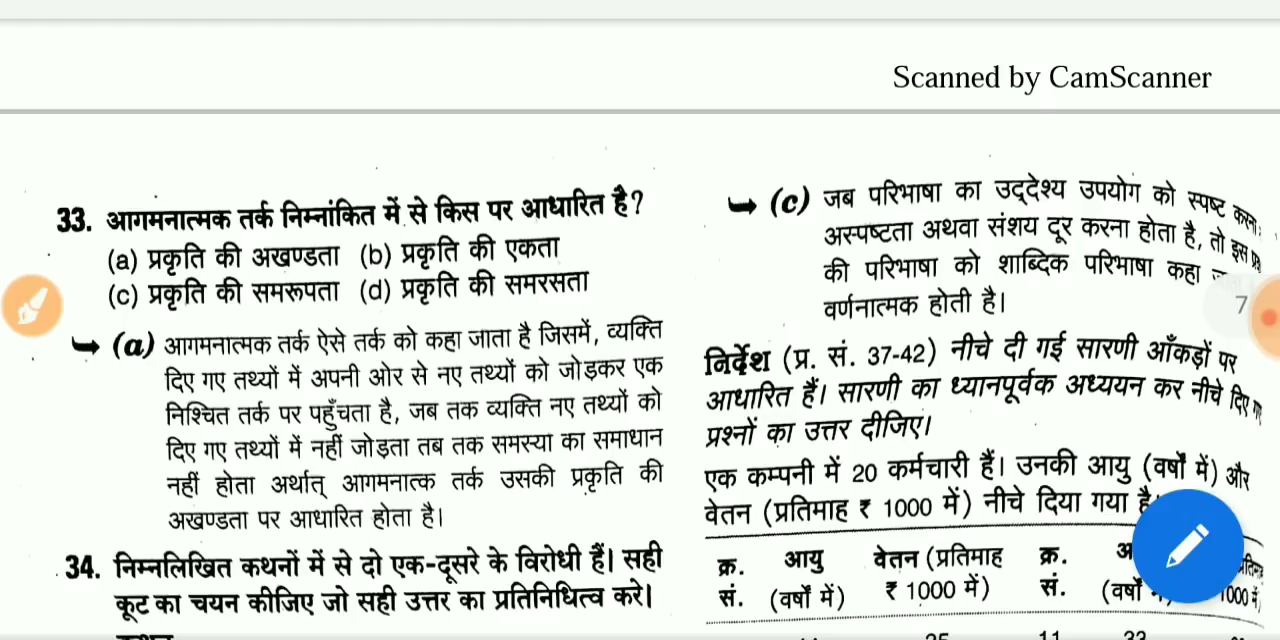 Scanned by CamScanner
33. आगमनात्मक तर्क निम्नांकित में से किस पर आधारित है?
(a) प्रकृति की अखण्डता (b) प्रकृति की एकता
(c) प्रकृति की समरूपता (d) प्रकृति की समरसता
(a) आगमनात्मक तर्क ऐसे तर्क को कहा जाता है जिसमें, व्यक्ति
दिए गए तथ्यों में अपनी ओर से नए तथ्यों को जोड़कर एक
निश्चित तर्क पर पहुँचता है, जब तक व्यक्ति नए तथ्यों को
दिए गए तथ्यों में नहीं जोड़ता तब तक समस्या का समाधान
नहीं होता अर्थात् आगमनात्क तर्क उसकी प्रकृति की
अखण्डता पर आधारित होता है।
34. निम्नलिखित कथनों में से दो एक-दूसरे के विरोधी हैं। सही
कूट का चयन कीजिए जो सही उत्तर का प्रतिनिधित्व करे।
(c) जब परिभाषा का उद्देश्य उपयोग को स्पष्ट करना
अस्पष्टता अथवा संशय दूर करना होता है, तो इस
की परिभाषा को शाब्दिक परिभाषा कहा
वर्णनात्मक होती है।
7
निर्देश (प्र. सं. 37-42) नीचे दी गई सारणी आँकड़ों पर
आधारित हैं। सारणी का ध्यानपूर्वक अध्ययन कर नीचे दिए गए
प्रश्नों का उत्तर दीजिए।
एक कम्पनी में 20 कर्मचारी हैं। उनकी आयु (वर्षों में) और
वेतन (प्रतिमाह ₹ 1000 में) नीचे दिया गया है
क्र. आयु वेतन (प्रतिमाह क्र.
सं. (वर्षों में) ₹ 1000 में) सं. (वर्षों 1000 में)